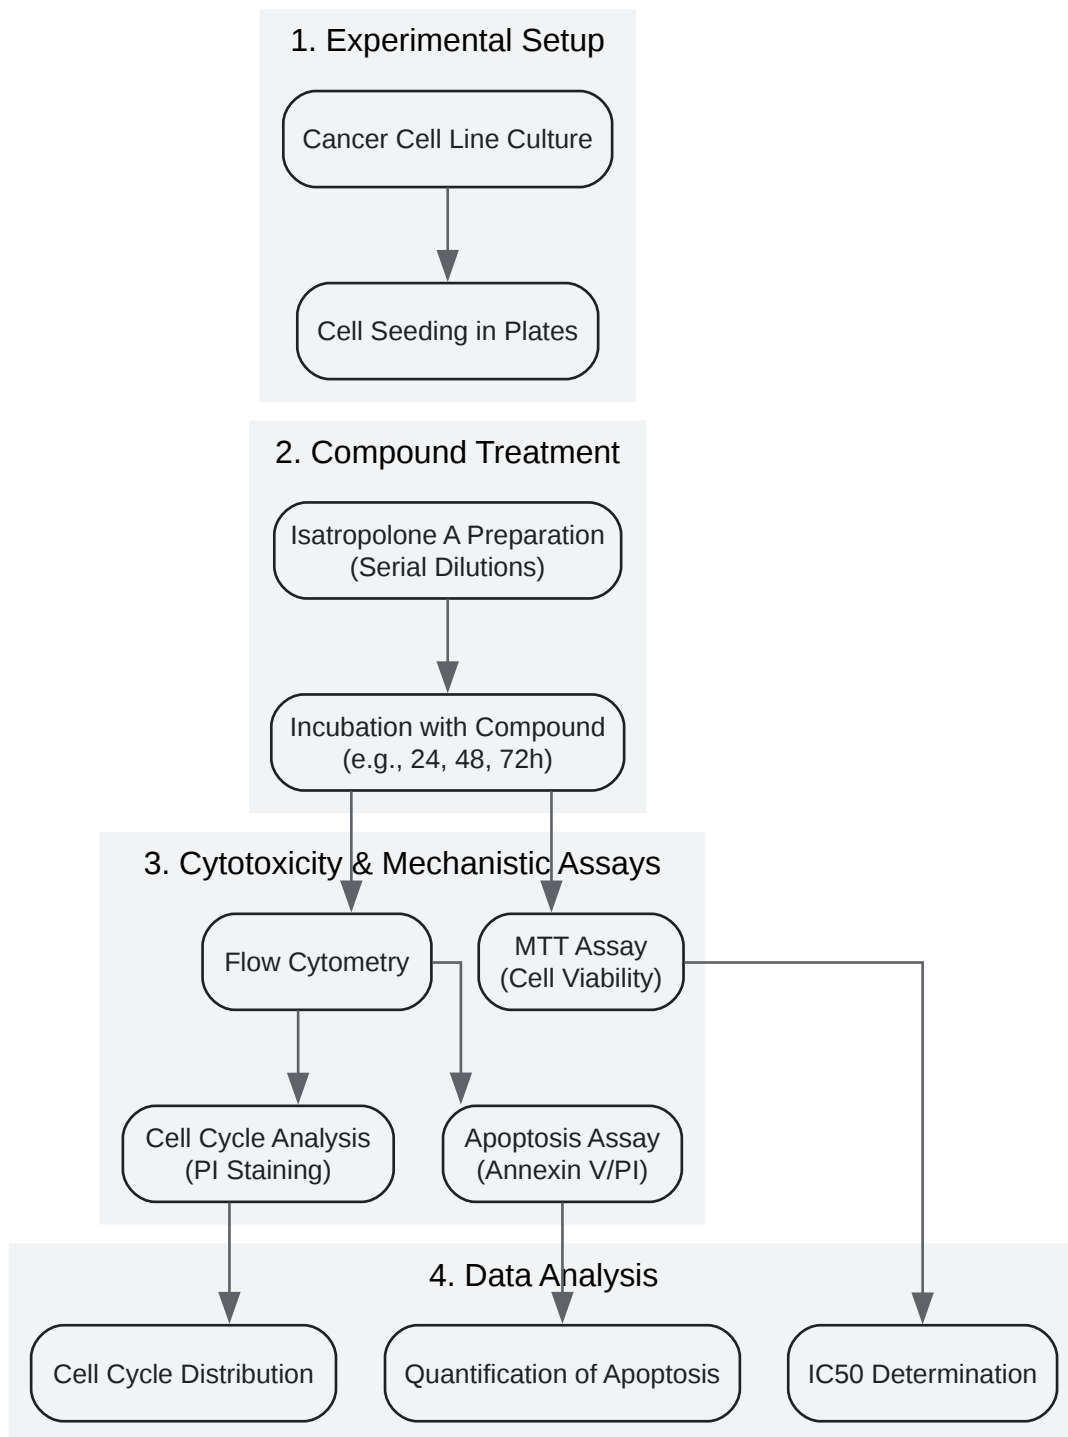 1. Experimental Setup
Cancer Cell Line Culture
Cell Seeding in Plates
2. Compound Treatment
Isatropolone A Preparation
(Serial Dilutions)
Incubation with Compound
(e.g., 24, 48, 72h)
3. Cytotoxicity & Mechanistic Assays
Flow Cytometry
MTT Assay
(Cell Viability)
Cell Cycle Analysis
(PI Staining)
Apoptosis Assay
(Annexin V/PI)
4. Data Analysis
Cell Cycle Distribution
Quantification of Apoptosis
IC50 Determination